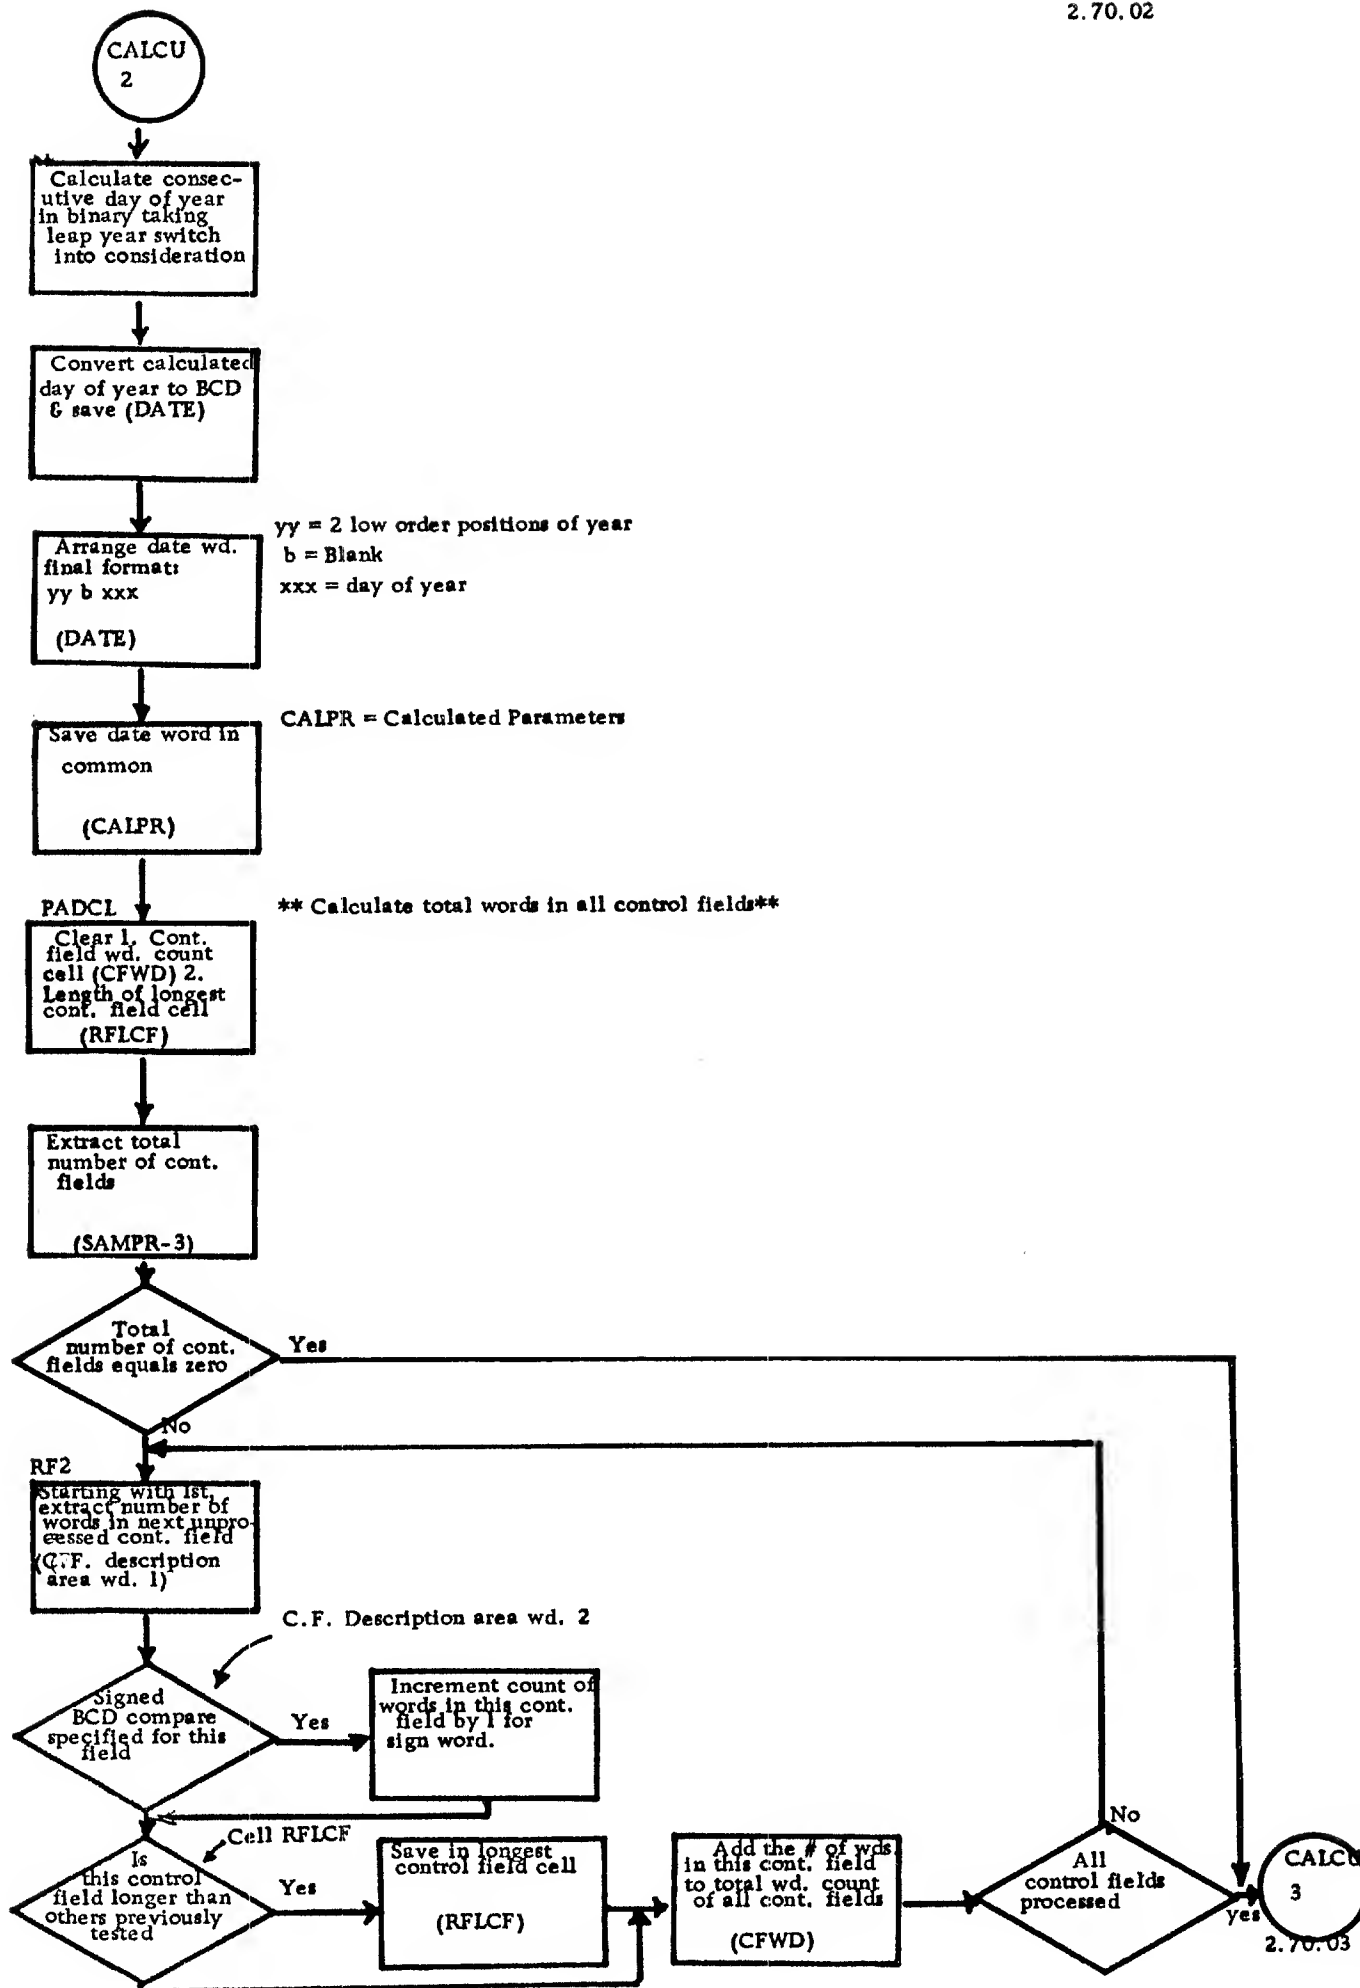 2.70.02
CALCU
2
Calculate consec-
utive day of year
in binary taking
leap year switch
into consideration
Convert calculated
day of year to BCD
& save (DATE)
Arrange date wd.
final format:
yy b xxx
(DATE)
yy = 2 low order positions of year
b = Blank
xxx = day of year
Save date word in
common
(CALPR)
CALPR = Calculated Parameters
PADCL
** Calculate total words in all control fields**
Clear 1. Cont.
field wd. count
cell (CFWD) 2.
Length of longest
cont. field cell
(RFLCF)
Extract total
number of cont.
fields
(SAMPR-3)
Total
number of cont.
fields equals zero
Yes
No
RF2
Starting with 1st,
extract number of
words in next unpro-
cessed cont. field
(C.F. description
area wd. 1)
C.F. Description area wd. 2
Signed
BCD compare
specified for this
field
Yes
Increment count of
words in this cont.
field by 1 for
sign word.
Cell RFLCF
Is
this control
field longer than
others previously
tested
Yes
Save in longest
control field cell
(RFLCF)
Add the # of wds
in this cont. field
to total wd. count
of all cont. fields
(CFWD)
No
All
control fields
processed
yes
CALCU
3
2.70.03